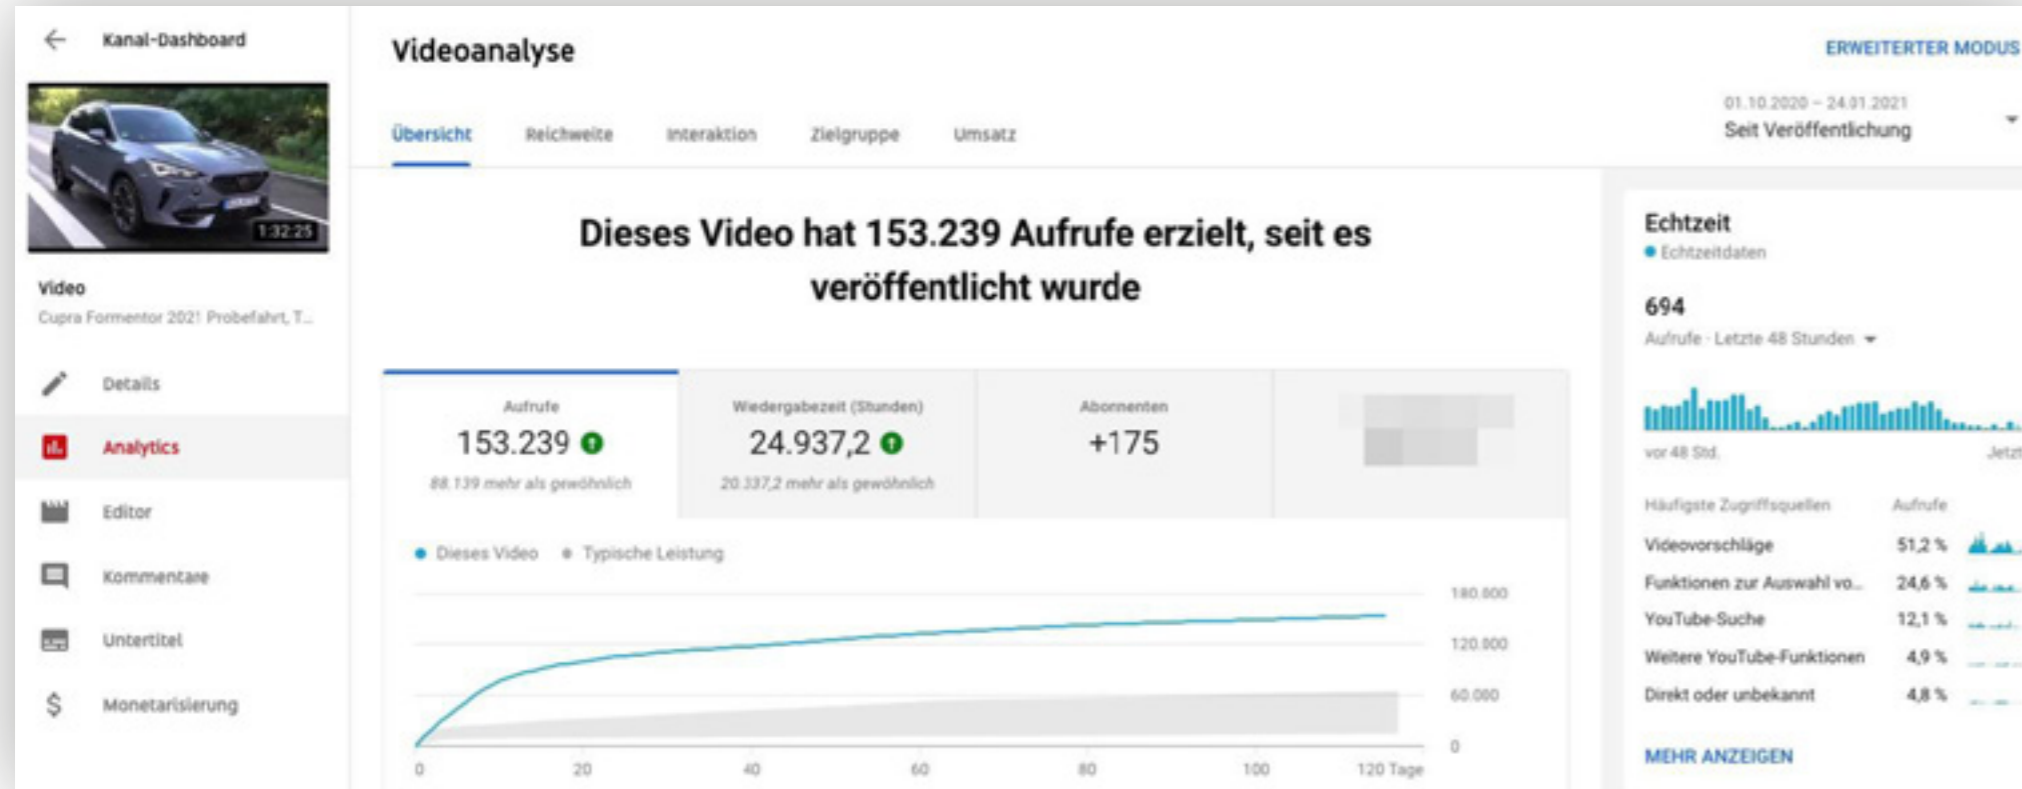 Kanal-Dashboard
1:32:25
Video
Cupra Formentor 2021 Probefahrt, T...
Details
Analytics
Editor
Kommentare
Untertitel
$ Monetarisierung
Videoanalyse
ERWEITERTER MODUS
Übersicht Reichweite Interaktion Zielgruppe Umsatz
01.10.2020 – 24.01.2021
Seit Veröffentlichung
Dieses Video hat 153.239 Aufrufe erzielt, seit es
veröffentlicht wurde
Aufrufe
153.239
88.139 mehr als gewöhnlich
Wiedergabezeit (Stunden)
24.937,2
20.337,2 mehr als gewöhnlich
Abonnenten
+175
Dieses Video Typische Leistung
180.000
120.000
60.000
0
0 20 40 60 80 100 120 Tage
Echtzeit
Echtzeitdaten
694
Aufrufe · Letzte 48 Stunden
vor 48 Std. Jetzt
Häufigste Zugriffsquellen Aufrufe
Videovorschläge 51,2 %
Funktionen zur Auswahl vo... 24,6 %
YouTube-Suche 12,1 %
Weitere YouTube-Funktionen 4,9 %
Direkt oder unbekannt 4,8 %
MEHR ANZEIGEN